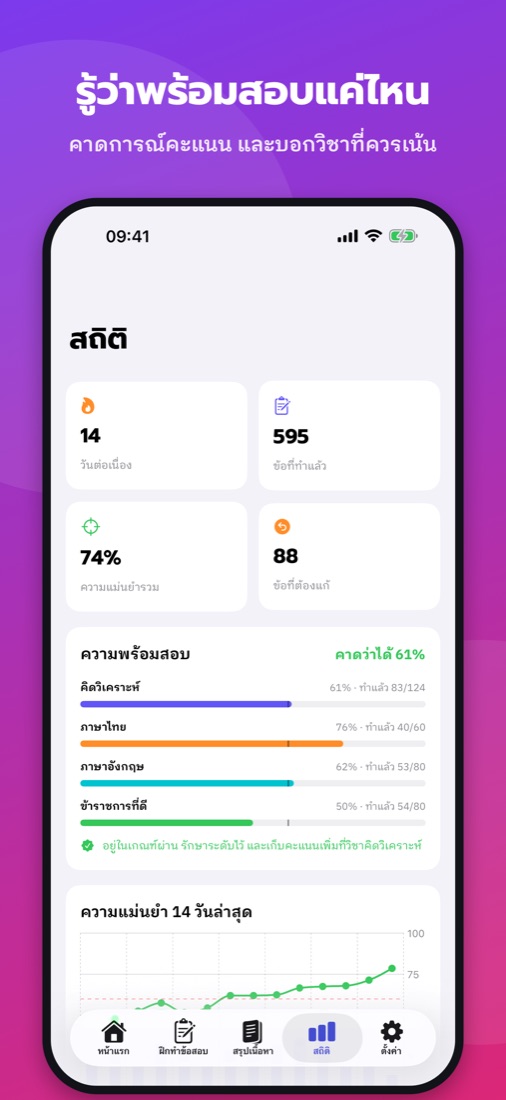 รู้ว่าพร้อมสอบแค่ไหน
คาดการณ์คะแนน และบอกวิชาที่ควรเน้น
09:41
สถิติ
14
วันต่อเนื่อง
595
ข้อที่ทำแล้ว
74%
ความแม่นยำรวม
88
ข้อที่ต้องแก้
ความพร้อมสอบ คาดว่าได้ 61%
คิดวิเคราะห์ 61% · ทำแล้ว 83/124
ภาษาไทย 76% · ทำแล้ว 40/60
ภาษาอังกฤษ 62% · ทำแล้ว 53/80
ข้าราชการที่ดี 50% · ทำแล้ว 54/80
อยู่ในเกณฑ์ผ่าน รักษาระดับไว้ และเก็บคะแนนเพิ่มที่วิชาคิดวิเคราะห์
ความแม่นยำ 14 วันล่าสุด
100
75
หน้าแรก ฝึกทำข้อสอบ สรุปเนื้อหา สถิติ ตั้งค่า